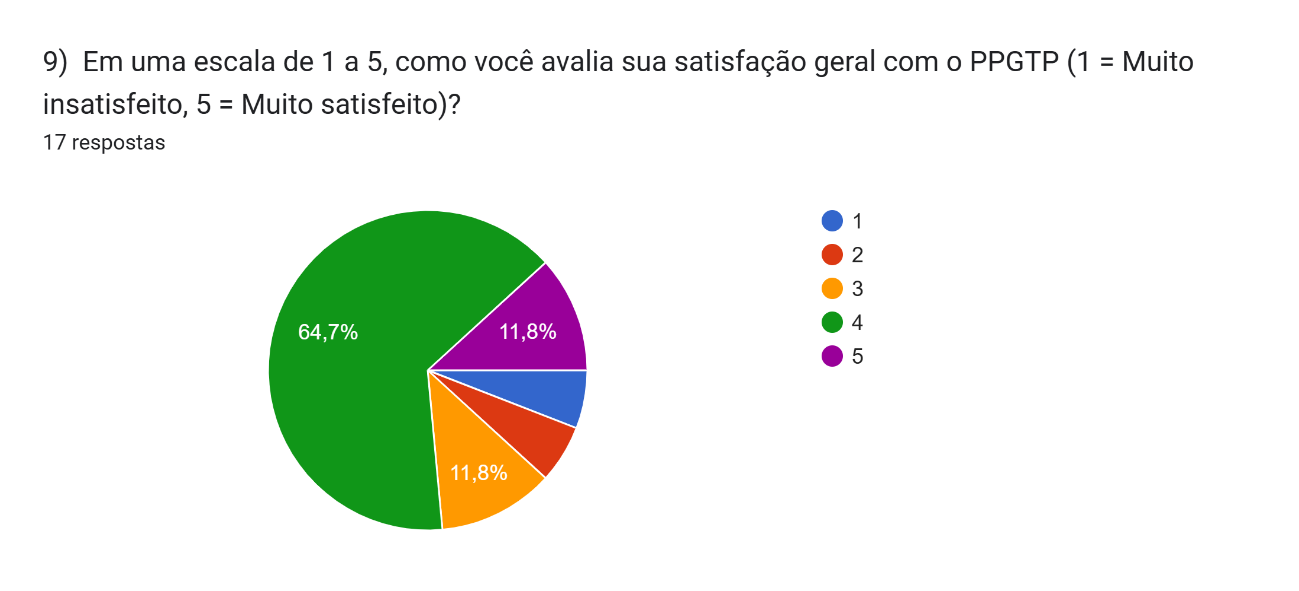 9)  Em uma escala de 1 a 5, como você avalia sua satisfação geral com o PPGTP (1 = Muito
insatisfeito, 5 = Muito satisfeito)?
17 respostas
64,7%
11,8%
11,8%
1
2
3
4
5